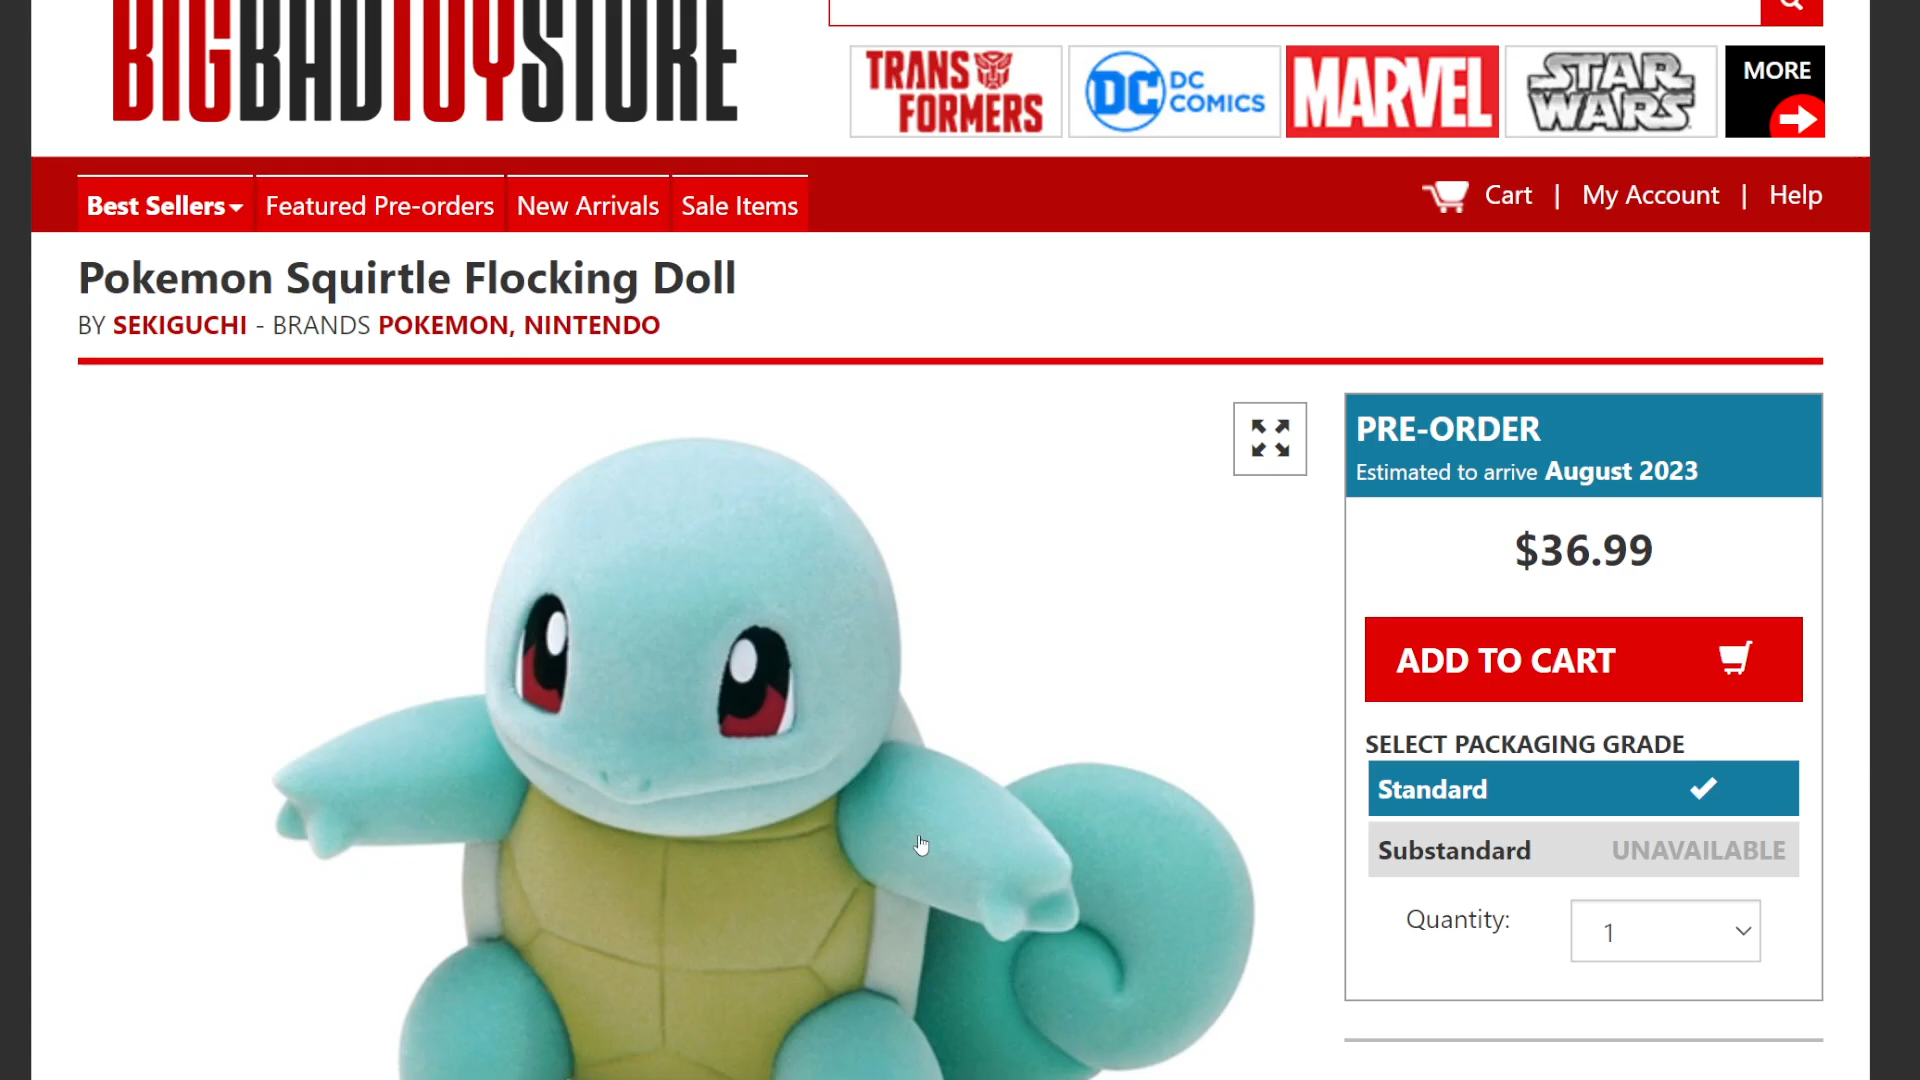 BIGBADTOYSTORE
TRANSFORMERS
DC
DC COMICS
MARVEL
STAR WARS
MORE
Best Sellers
Featured Pre-orders
New Arrivals
Sale Items
Cart | My Account | Help
Pokemon Squirtle Flocking Doll
BY SEKIGUCHI - BRANDS POKEMON, NINTENDO
PRE-ORDER
Estimated to arrive August 2023
$36.99
ADD TO CART
SELECT PACKAGING GRADE
Standard
Substandard UNAVAILABLE
Quantity: 1